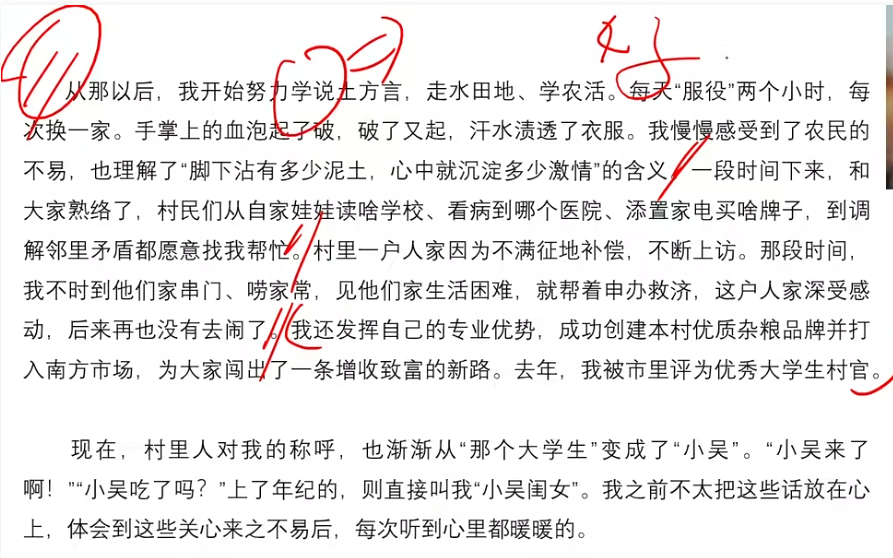 从那以后，我开始努力学说土方言，走水田地、学农活。每天“服役”两个小时，每
次换一家。手掌上的血泡起了破，破了又起，汗水渍透了衣服。我慢慢感受到了农民的
不易，也理解了“脚下沾有多少泥土，心中就沉淀多少激情”的含义。一段时间下来，和
大家熟络了，村民们从自家娃娃读啥学校、看病到哪个医院、添置家电买啥牌子，到调
解邻里矛盾都愿意找我帮忙。村里一户人家因为不满征地补偿，不断上访。那段时间，
我不时到他们家串门、唠家常，见他们家生活困难，就帮着申办救济，这户人家深受感
动，后来再也没有去闹了。我还发挥自己的专业优势，成功创建本村优质杂粮品牌并打
入南方市场，为大家闯出了一条增收致富的新路。去年，我被市里评为优秀大学生村官。
现在，村里人对我的称呼，也渐渐从“那个大学生”变成了“小吴”。“小吴来了
啊！”“小吴吃了吗？”上了年纪的，则直接叫我“小吴闺女”。我之前不太把这些话放在心
上，体会到这些关心来之不易后，每次听到心里都暖暖的。